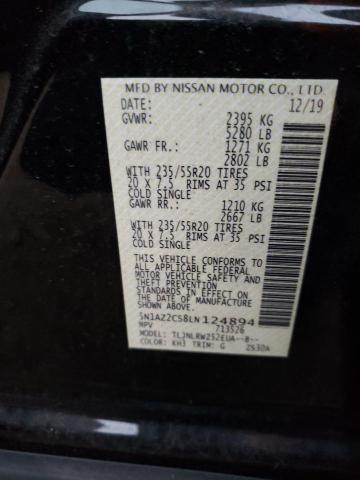 MFD BY NISSAN MOTOR CO., LTD.
DATE: 12/19
GVWR: 2395 KG
5280 LB
GAWR FR.: 1271 KG
2802 LB
WITH 235/55R20 TIRES
20 X 7.5 RIMS AT 35 PSI
COLD SINGLE
GAWR RR.: 1210 KG
2667 LB
WITH 235/55R20 TIRES
20 X 7.5 RIMS AT 35 PSI
COLD SINGLE
THIS VEHICLE CONFORMS TO
ALL APPLICABLE FEDERAL
MOTOR VEHICLE SAFETY AND
THEFT PREVENTION
STANDARDS IN EFFECT ON
THE DATE OF MANUFACTURE
SHOWN ABOVE.
5N1AZ2CS8LN124894
MPV 713526
MODEL: TLJNLRWZ52EUA--B--
COLOR: KH3 TRIM: G 2S30A